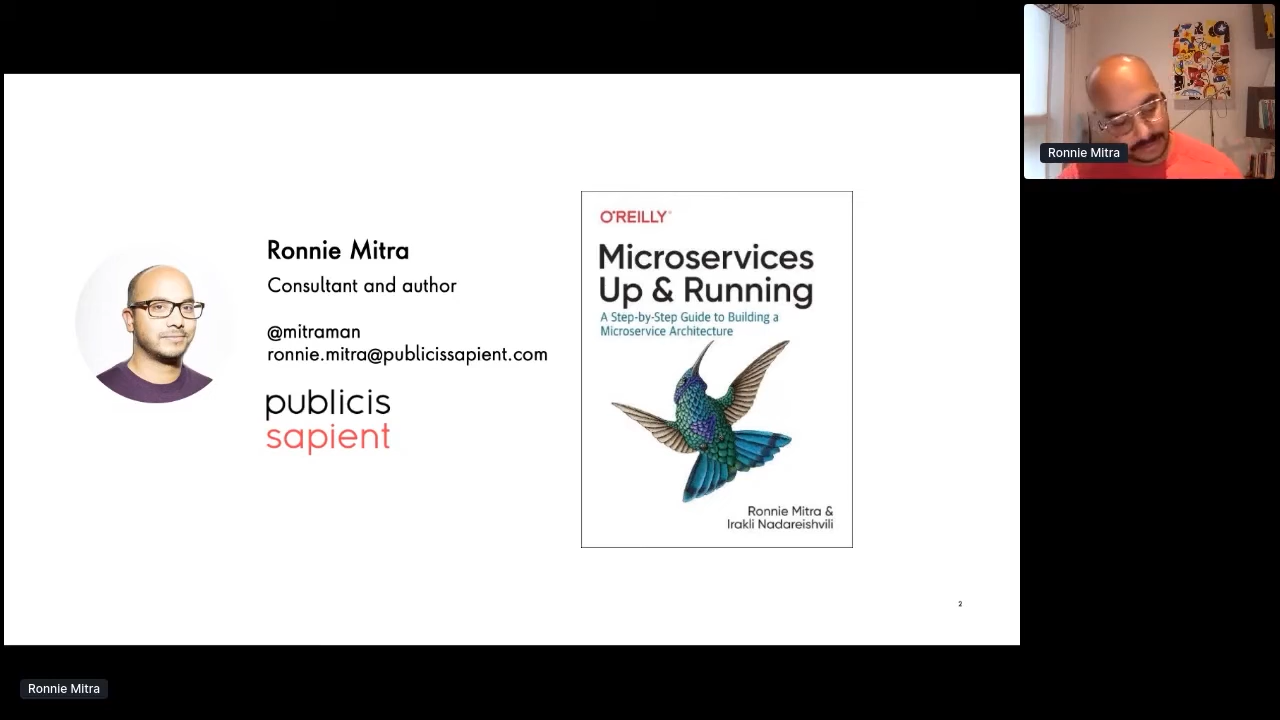 Ronnie Mitra
Consultant and author
@mitraman
ronnie.mitra@publicissapient.com
publicis
sapient
O'REILLY
Microservices
Up & Running
A Step-by-Step Guide to Building a
Microservice Architecture
Ronnie Mitra &
Irakli Nadareishvili
2
Ronnie Mitra
Ronnie Mitra